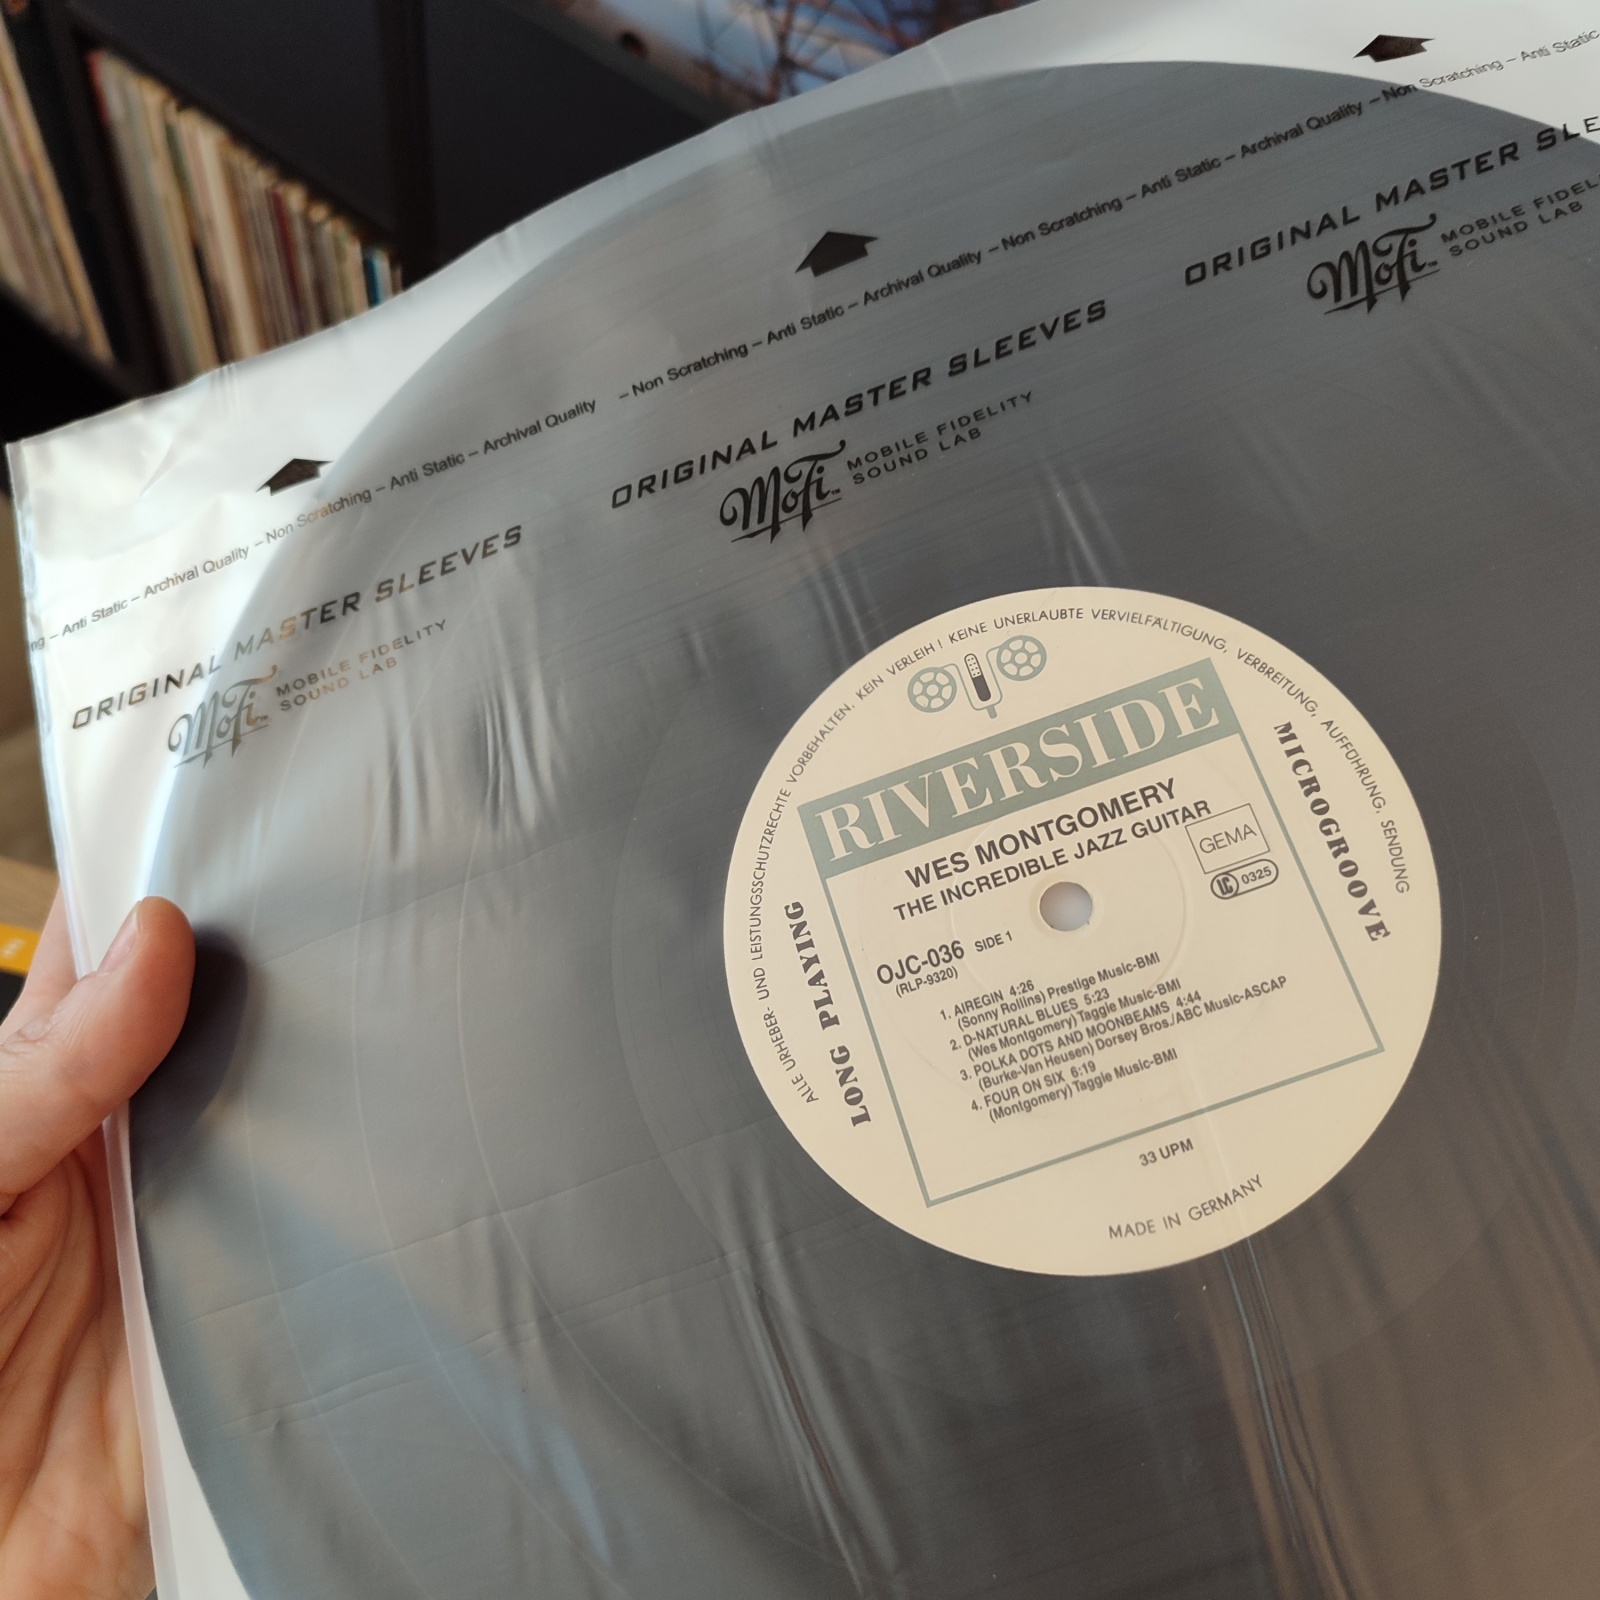 – Non Scratching – Anti Static
– Anti Static – Archival Quality – Non Scratching – Anti Static – Archival Quality – Non Scratching – Anti Static – Archival Quality – Non Scratching – Anti Static – Archival Quality
ORIGINAL MASTER
MoFi™ MOBILE
SOUND LAB
ORIGINAL MASTER SLEEVES
MoFi™ MOBILE FIDELITY
SOUND LAB
ORIGINAL MASTER SLEEVES
MoFi™ MOBILE FIDELITY
SOUND LAB
ALLE URHEBER- UND LEISTUNGSSCHUTZRECHTE VORBEHALTEN. KEIN VERLEIH! KEINE UNERLAUBTE VERVIELFÄLTIGUNG, VERBREITUNG, AUFFÜHRUNG, SENDUNG
RIVERSIDE
LONG PLAYING
MICROGROOVE
WES MONTGOMERY
THE INCREDIBLE JAZZ GUITAR
GEMA
LC 0325
OJC-036 SIDE 1
(RLP-9320)
1. AIREGIN 4:26
(Sonny Rollins) Prestige Music-BMI
2. D-NATURAL BLUES 5:23
(Wes Montgomery) Taggie Music-BMI
3. POLKA DOTS AND MOONBEAMS 4:44
(Burke-Van Heusen) Dorsey Bros./ABC Music-ASCAP
4. FOUR ON SIX 6:19
(Montgomery) Taggie Music-BMI
33 UPM
MADE IN GERMANY